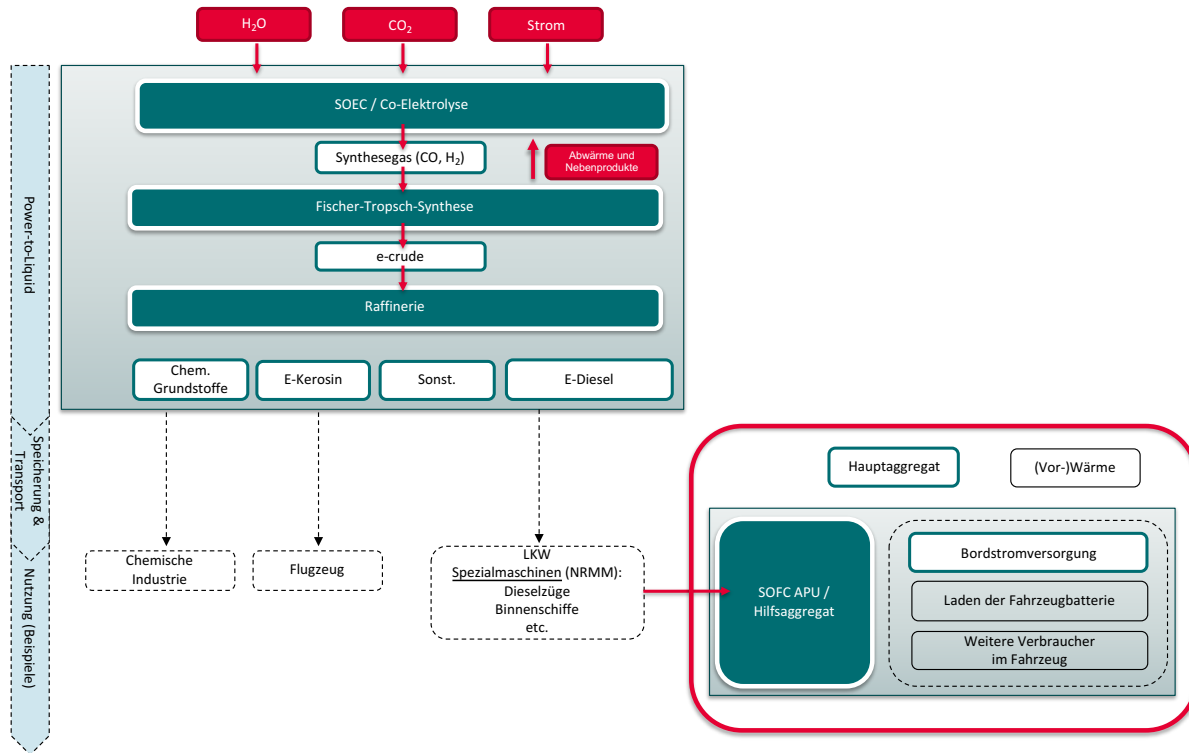 H₂O
CO₂
Strom
Power-to-Liquid
SOEC / Co-Elektrolyse
Synthesegas (CO, H₂)
Abwärme und
Nebenprodukte
Fischer-Tropsch-Synthese
e-crude
Raffinerie
Chem.
Grundstoffe
E-Kerosin
Sonst.
E-Diesel
Speicherung &
Transport
Nutzung (Beispiele)
Chemische
Industrie
Flugzeug
LKW
Spezialmaschinen (NRMM):
Dieselzüge
Binnenschiffe
etc.
Hauptaggregat
(Vor-)Wärme
SOFC APU /
Hilfsaggregat
Bordstromversorgung
Laden der Fahrzeugbatterie
Weitere Verbraucher
im Fahrzeug